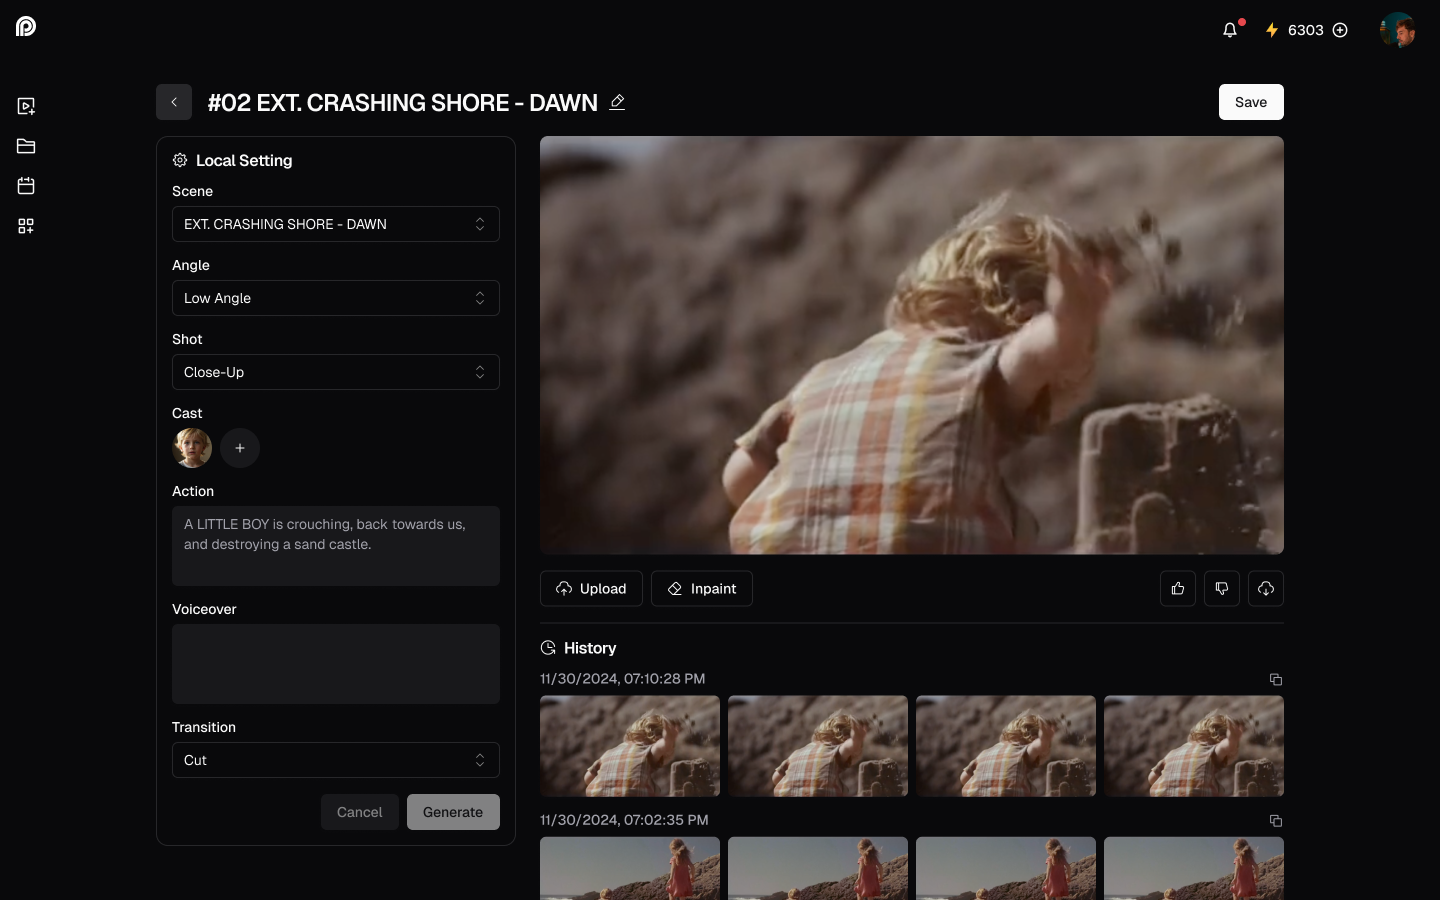 6303
#02 EXT. CRASHING SHORE - DAWN
Save
Local Setting
Scene
EXT. CRASHING SHORE - DAWN
Angle
Low Angle
Shot
Close-Up
Cast
Action
A LITTLE BOY is crouching, back towards us,
and destroying a sand castle.
Voiceover
Transition
Cut
Cancel
Generate
Upload
Inpaint
History
11/30/2024, 07:10:28 PM
11/30/2024, 07:02:35 PM